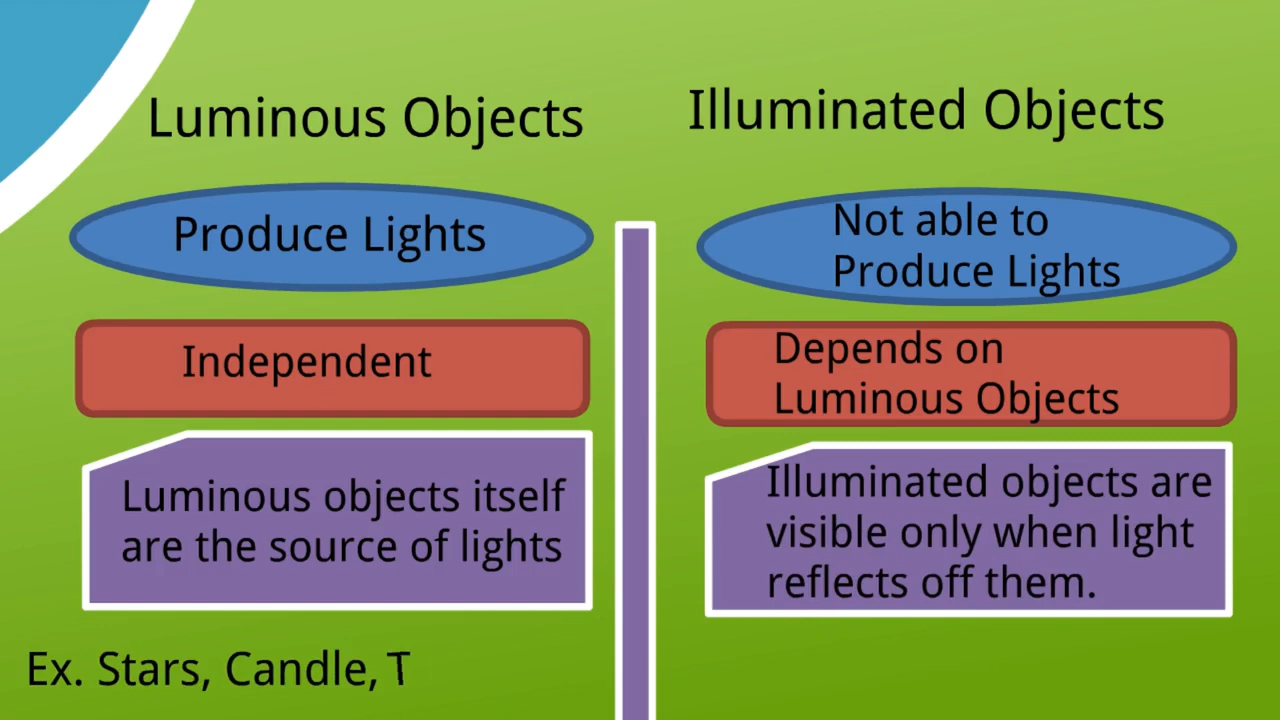 Luminous Objects
Produce Lights
Independent
Luminous objects itself
are the source of lights
Ex. Stars, Candle, T
Illuminated Objects
Not able to
Produce Lights
Depends on
Luminous Objects
Illuminated objects are
visible only when light
reflects off them.